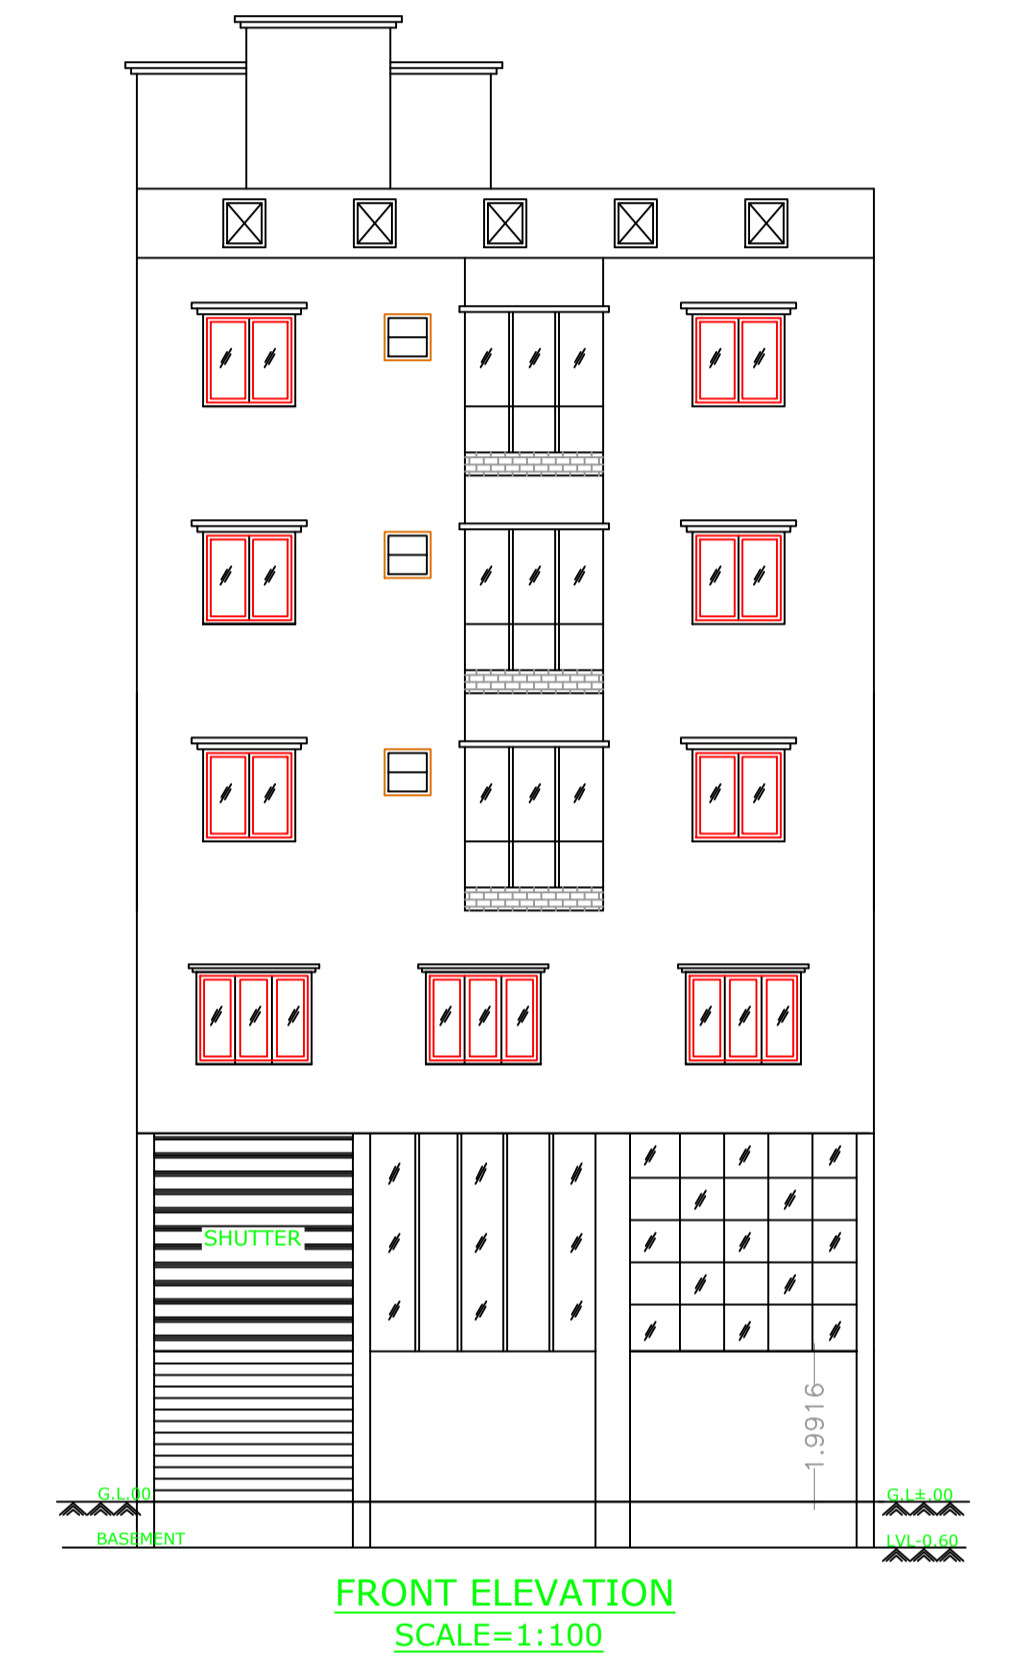 SHUTTER
1.9916
G.L.00
G.L±.00
BASEMENT
LVL-0.60
FRONT ELEVATION
SCALE=1:100